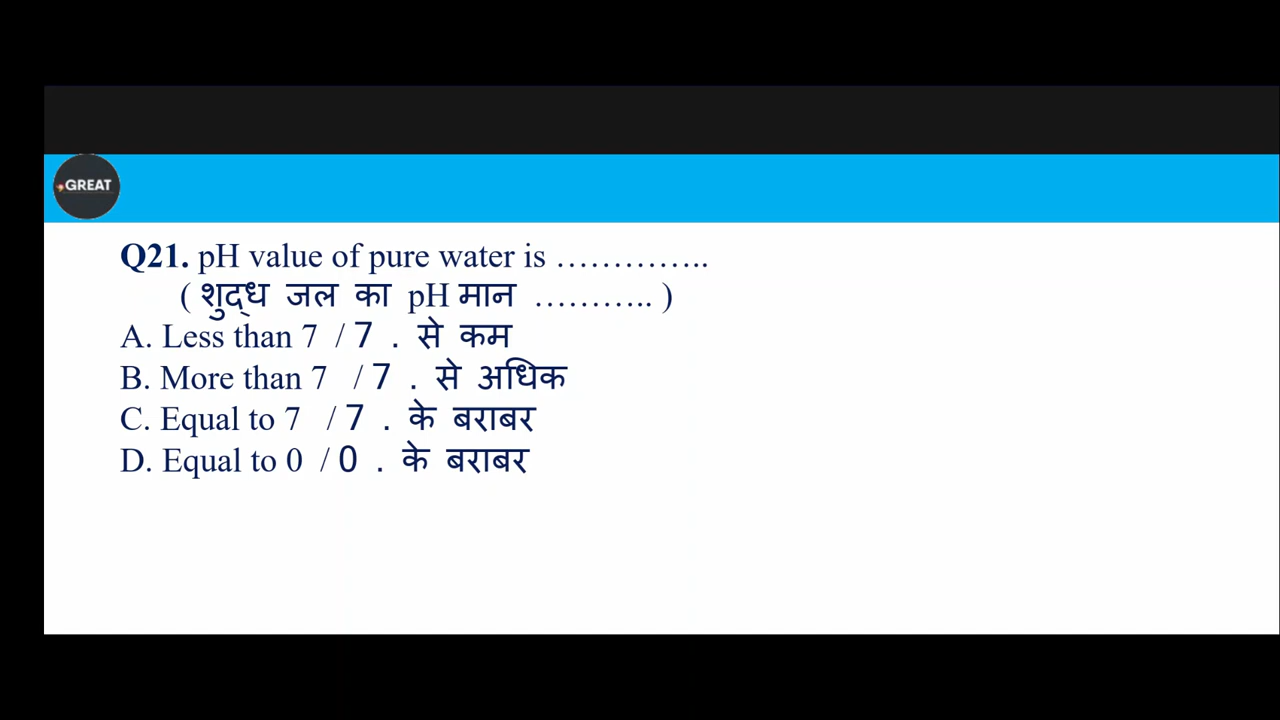 GREAT
Q21. pH value of pure water is …………..
( शुद्ध जल का pH मान ……….. )
A. Less than 7 / 7 . से कम
B. More than 7 / 7 . से अधिक
C. Equal to 7 / 7 . के बराबर
D. Equal to 0 / 0 . के बराबर